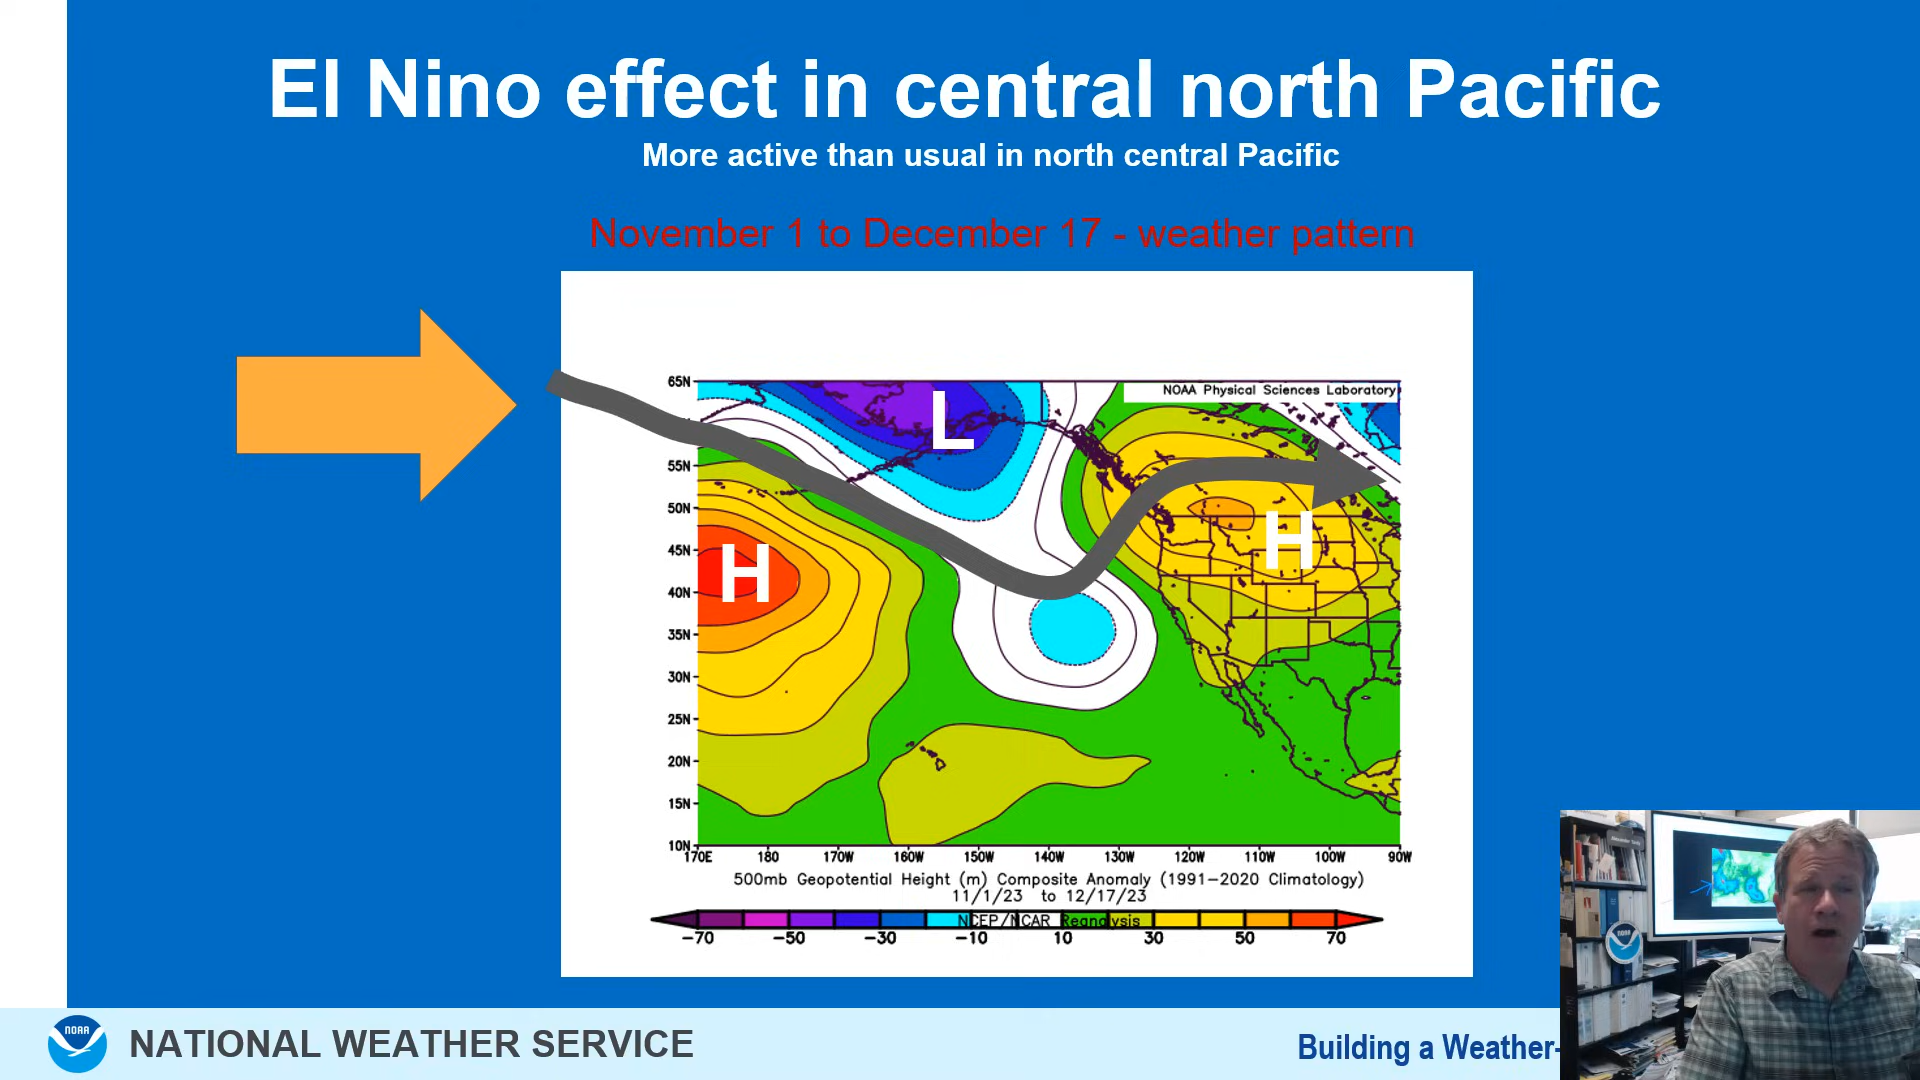 El Nino effect in central north Pacific
More active than usual in north central Pacific
November 1 to December 17 - weather pattern
NOAA Physical Sciences Laboratory
65N
L
55N
50N
H
45N
H
40N
35N
30N
25N
20N
15N
10N
170E 180 170W 160W 150W 140W 130W 120W 110W 100W 90W
500mb Geopotential Height (m) Composite Anomaly (1991-2020 Climatology)
11/1/23 to 12/17/23
NCEP/NCAR Reanalysis
-70 -50 -30 -10 10 30 50 70
NOAA
NOAA
NATIONAL WEATHER SERVICE
Building a Weather-